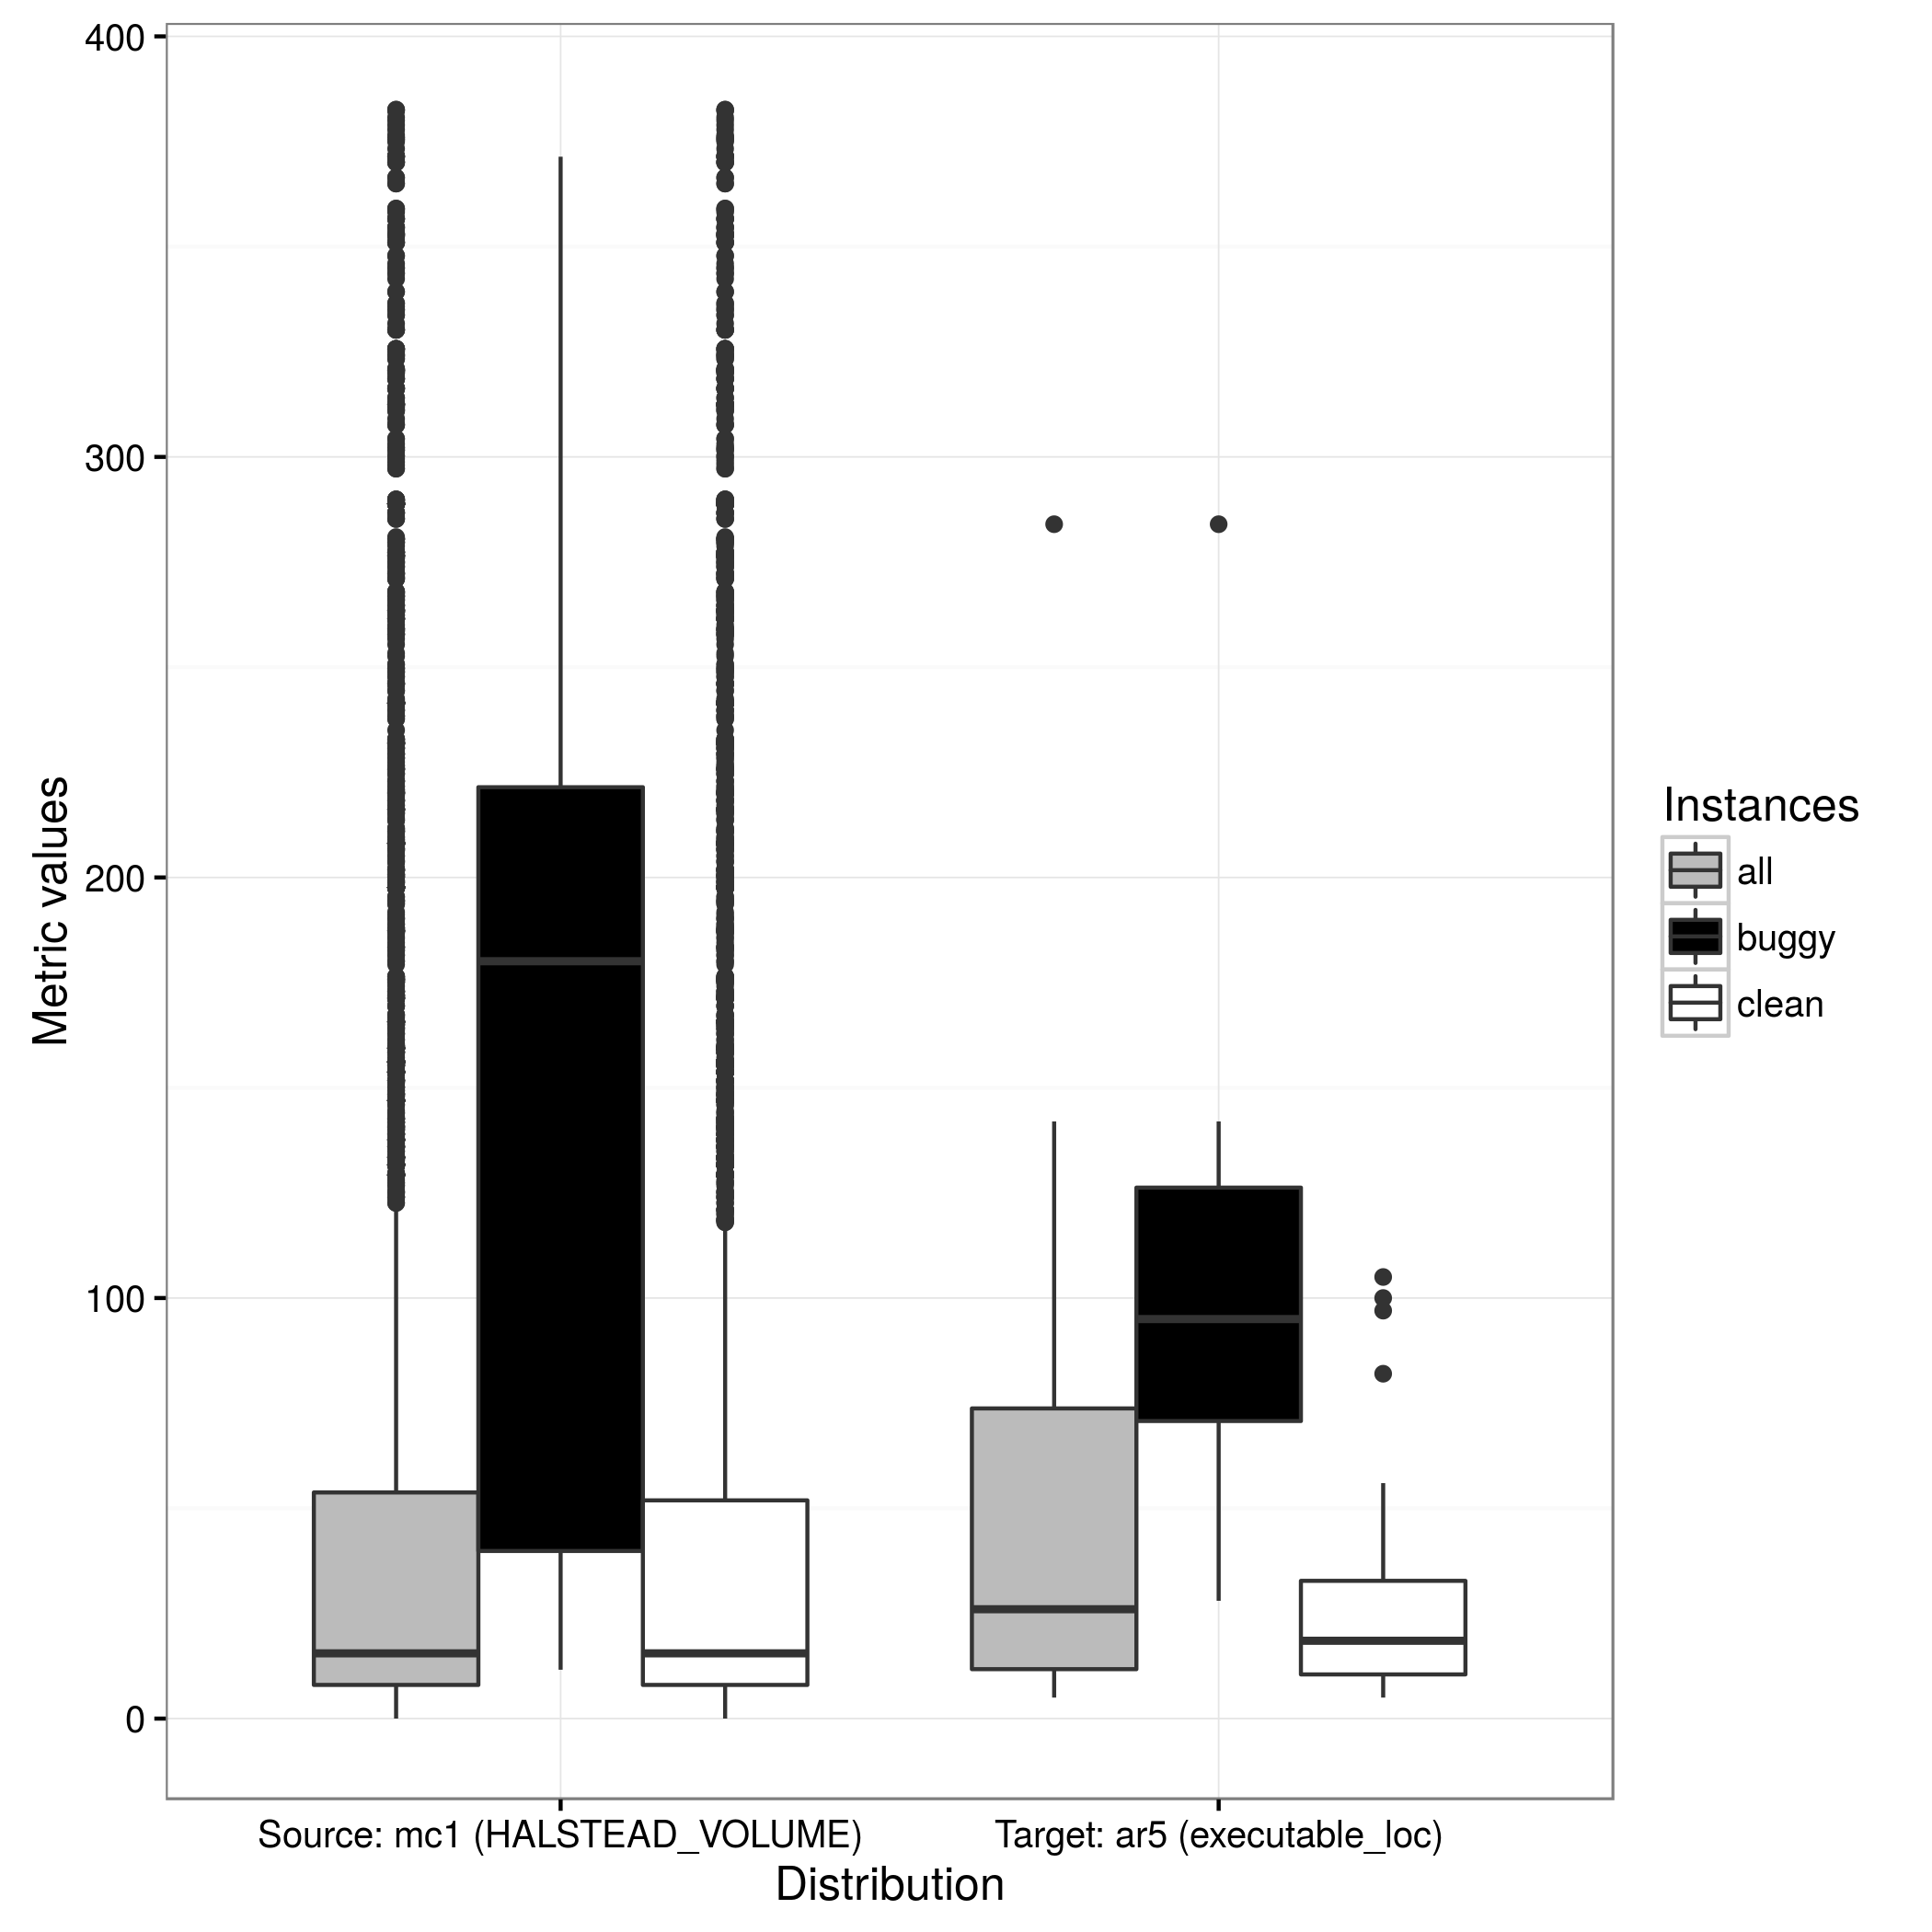 400
300
200
100
0
Metric values
Source: mc1 (HALSTEAD_VOLUME)
Target: ar5 (executable_loc)
Distribution
Instances
all
buggy
clean